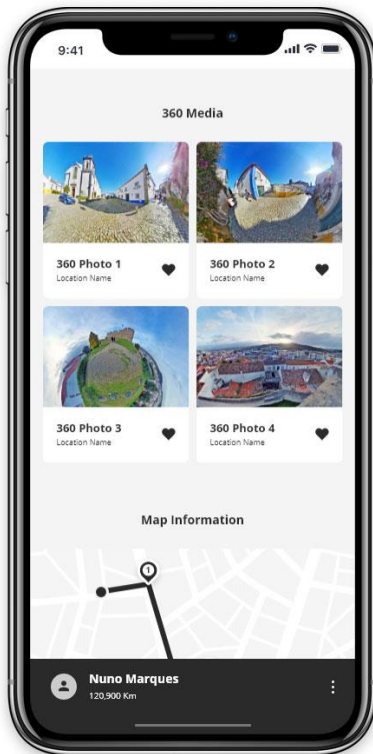 9:41
360 Media
360 Photo 1
Location Name
360 Photo 2
Location Name
360 Photo 3
Location Name
360 Photo 4
Location Name
Map Information
1
Nuno Marques
120,900 Km